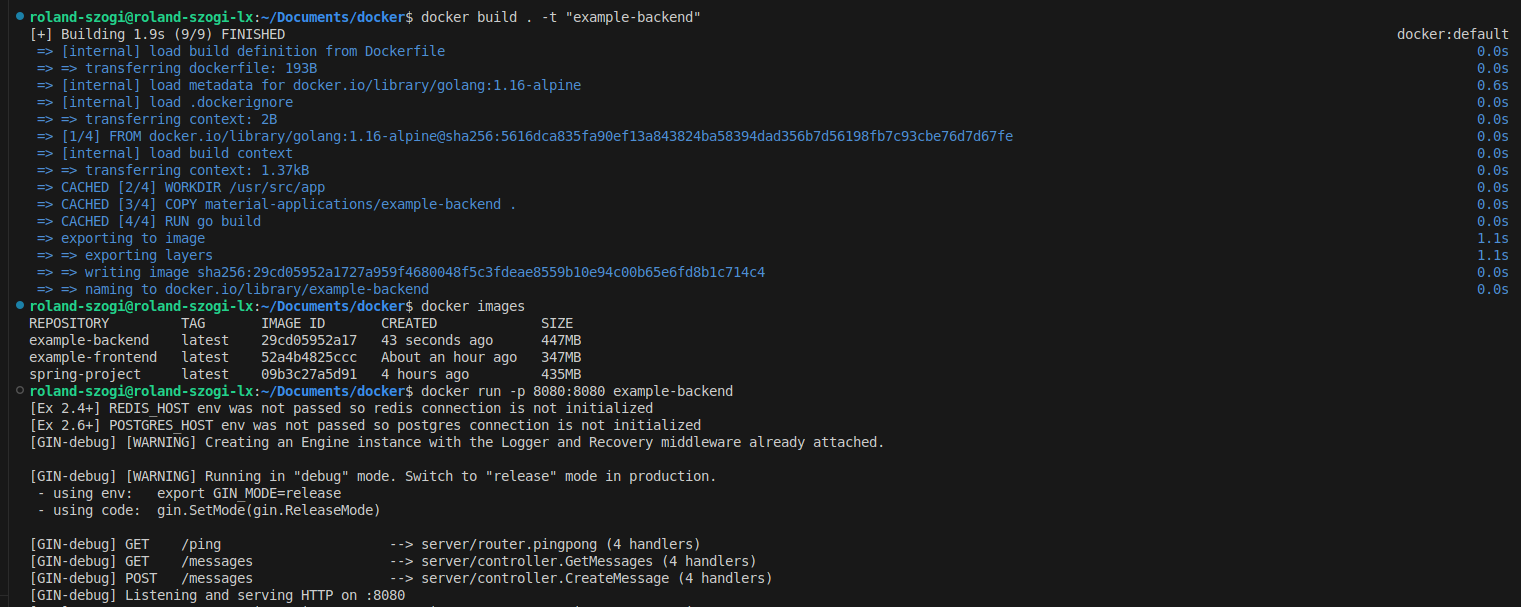 roland-szogi@roland-szogi-lx:~/Documents/docker$ docker build . -t "example-backend"
[+] Building 1.9s (9/9) FINISHED docker:default
=> [internal] load build definition from Dockerfile 0.0s
=> => transferring dockerfile: 193B 0.0s
=> [internal] load metadata for docker.io/library/golang:1.16-alpine 0.6s
=> [internal] load .dockerignore 0.0s
=> => transferring context: 2B 0.0s
=> [1/4] FROM docker.io/library/golang:1.16-alpine@sha256:5616dca835fa90ef13a843824ba58394dad356b7d56198fb7c93cbe76d7d67fe 0.0s
=> [internal] load build context 0.0s
=> => transferring context: 1.37kB 0.0s
=> CACHED [2/4] WORKDIR /usr/src/app 0.0s
=> CACHED [3/4] COPY material-applications/example-backend . 0.0s
=> CACHED [4/4] RUN go build 0.0s
=> exporting to image 1.1s
=> => exporting layers 1.1s
=> => writing image sha256:29cd05952a1727a959f4680048f5c3fdeae8559b10e94c00b65e6fd8b1c714c4 0.0s
=> => naming to docker.io/library/example-backend 0.0s
roland-szogi@roland-szogi-lx:~/Documents/docker$ docker images
REPOSITORY TAG IMAGE ID CREATED SIZE
example-backend latest 29cd05952a17 43 seconds ago 447MB
example-frontend latest 52a4b4825ccc About an hour ago 347MB
spring-project latest 09b3c27a5d91 4 hours ago 435MB
roland-szogi@roland-szogi-lx:~/Documents/docker$ docker run -p 8080:8080 example-backend
[Ex 2.4+] REDIS_HOST env was not passed so redis connection is not initialized
[Ex 2.6+] POSTGRES_HOST env was not passed so postgres connection is not initialized
[GIN-debug] [WARNING] Creating an Engine instance with the Logger and Recovery middleware already attached.
[GIN-debug] [WARNING] Running in "debug" mode. Switch to "release" mode in production.
- using env: export GIN_MODE=release
- using code: gin.SetMode(gin.ReleaseMode)
[GIN-debug] GET /ping --> server/router.pingpong (4 handlers)
[GIN-debug] GET /messages --> server/controller.GetMessages (4 handlers)
[GIN-debug] POST /messages --> server/controller.CreateMessage (4 handlers)
[GIN-debug] Listening and serving HTTP on :8080